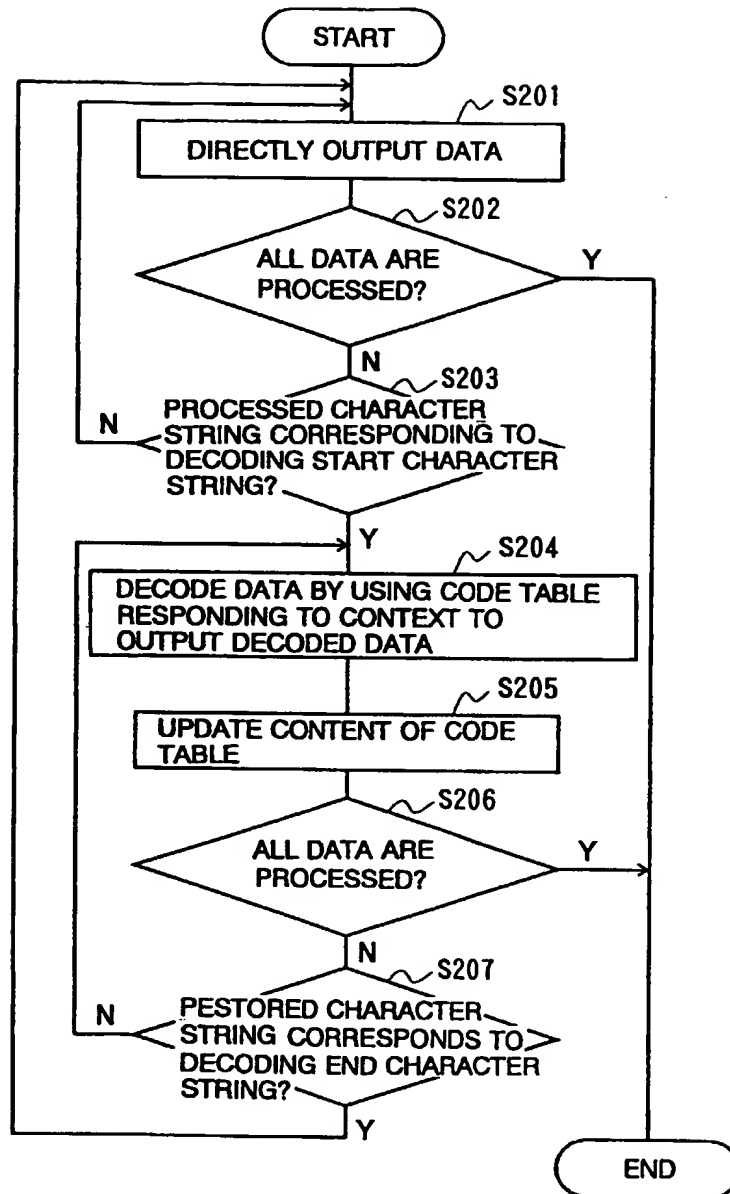 START
S201
DIRECTLY OUTPUT DATA
S202
ALL DATA ARE
PROCESSED?
Y
N
S203
N
PROCESSED CHARACTER
STRING CORRESPONDING TO
DECODING START CHARACTER
STRING?
Y
S204
DECODE DATA BY USING CODE TABLE
RESPONDING TO CONTEXT TO
OUTPUT DECODED DATA
S205
UPDATE CONTENT OF CODE
TABLE
S206
ALL DATA ARE
PROCESSED?
Y
N
S207
N
PESTORED CHARACTER
STRING CORRESPONDS TO
DECODING END CHARACTER
STRING?
Y
END